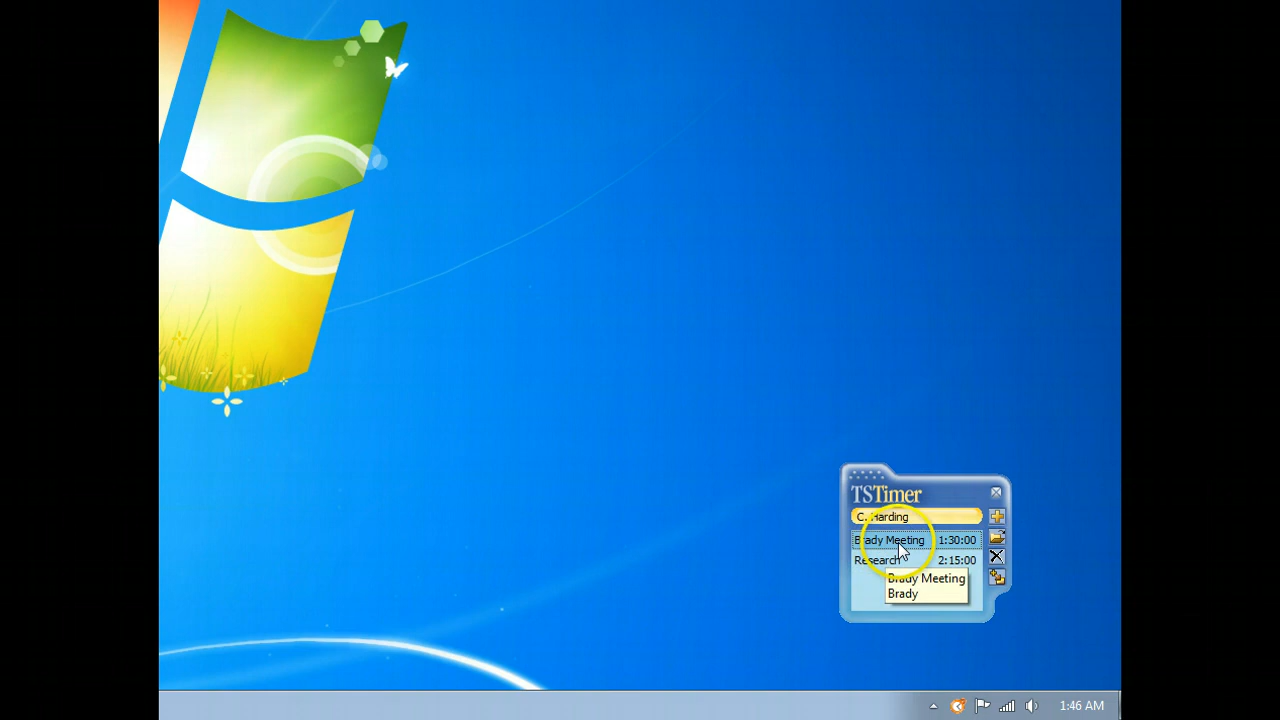 TSTimer
C. Harding
Brady Meeting 1:30:00
Research 2:15:00
Brady Meeting
Brady
1:46 AM